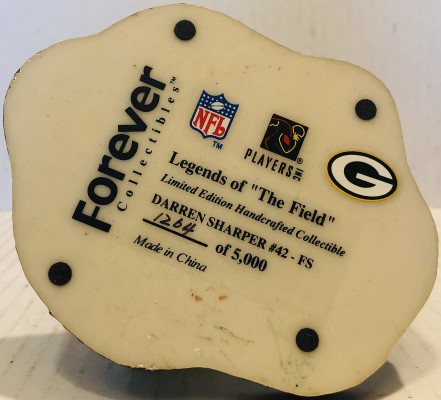 Forever
Collectibles™
NFL
TM
PLAYERS INC®
G
Legends of "The Field"
Limited Edition Handcrafted Collectible
DARREN SHARPER #42 - FS
1264 of 5,000
Made in China